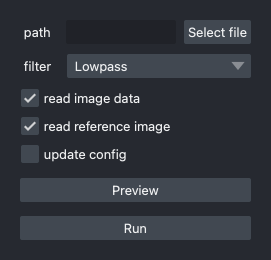 path Select file
filter Lowpass
read image data
read reference image
update config
Preview
Run